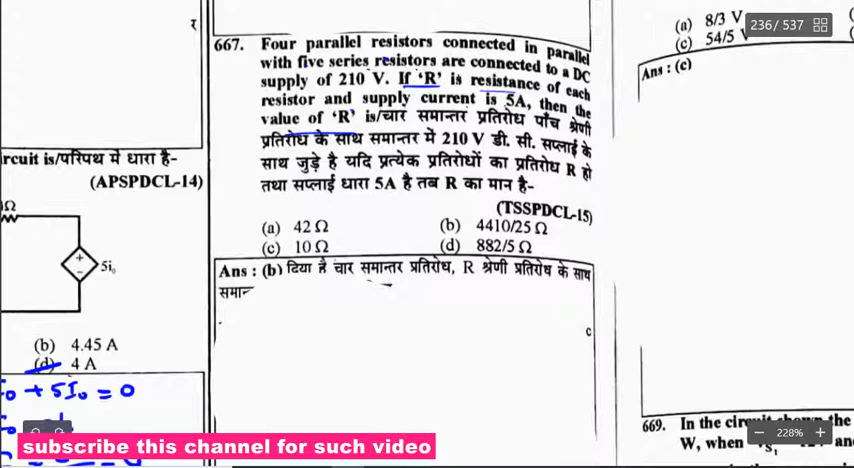 र
rcuit is/परिपथ में धारा है-
(APSPDCL-14)
Ω
5i₀
(b) 4.45 A
(d) 4 A
+ 5I₀ = 0
667. Four parallel resistors connected in parallel
with five series resistors are connected to a DC
supply of 210 V. If 'R' is resistance of each
resistor and supply current is 5A, then the
value of 'R' is/चार समान्तर प्रतिरोध पाँच श्रेणी
प्रतिरोध के साथ समान्तर में 210 V डी. सी. सप्लाई के
साथ जुड़े है यदि प्रत्येक प्रतिरोधों का प्रतिरोध R हो
तथा सप्लाई धारा 5A है तब R का मान है-
(TSSPDCL-15)
(a) 42 Ω (b) 4410/25 Ω
(c) 10 Ω (d) 882/5 Ω
Ans : (b) दिया है चार समान्तर प्रतिरोध, R श्रेणी प्रतिरोध के साथ
c
(a) 8/3 V
(c) 54/5 V
236 / 537
Ans : (c)
669. In the circuit shown the
W, when
228%
subscribe this channel for such video